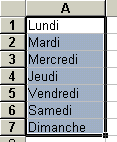 A
1 Lundi
2 Mardi
3 Mercredi
4 Jeudi
5 Vendredi
6 Samedi
7 Dimanche